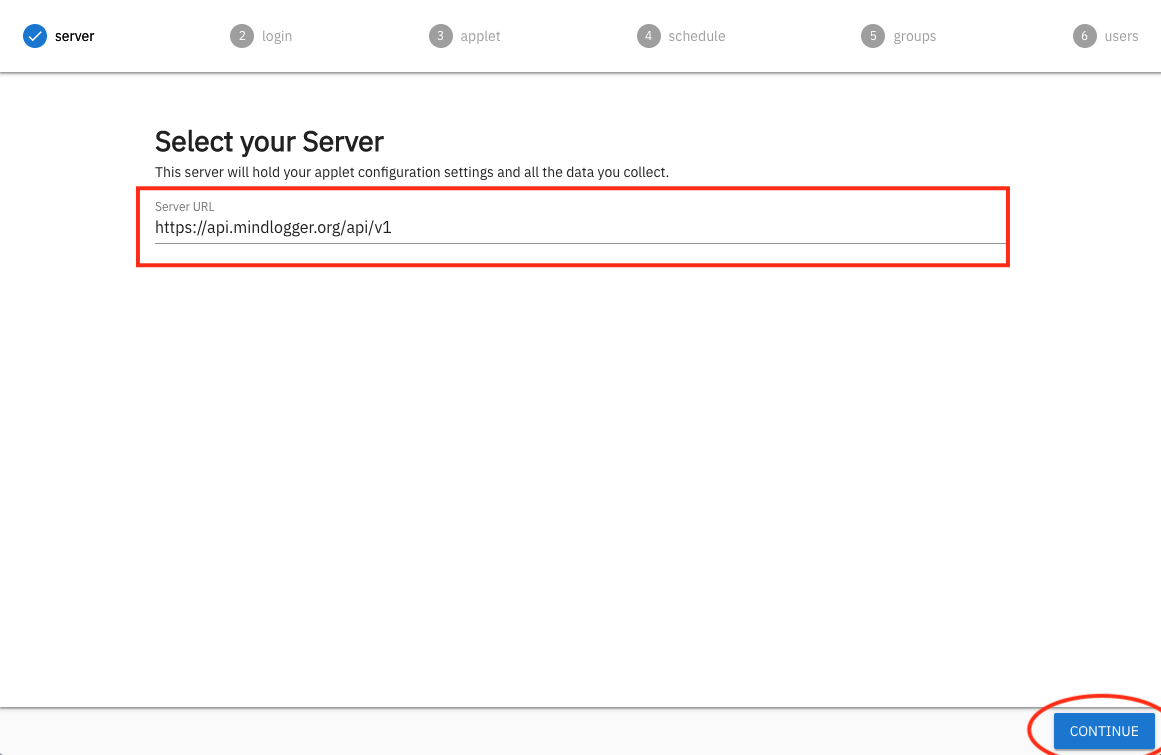 server
2 login
3 applet
4 schedule
5 groups
6 users
Select your Server
This server will hold your applet configuration settings and all the data you collect.
Server URL
https://api.mindlogger.org/api/v1
CONTINUE